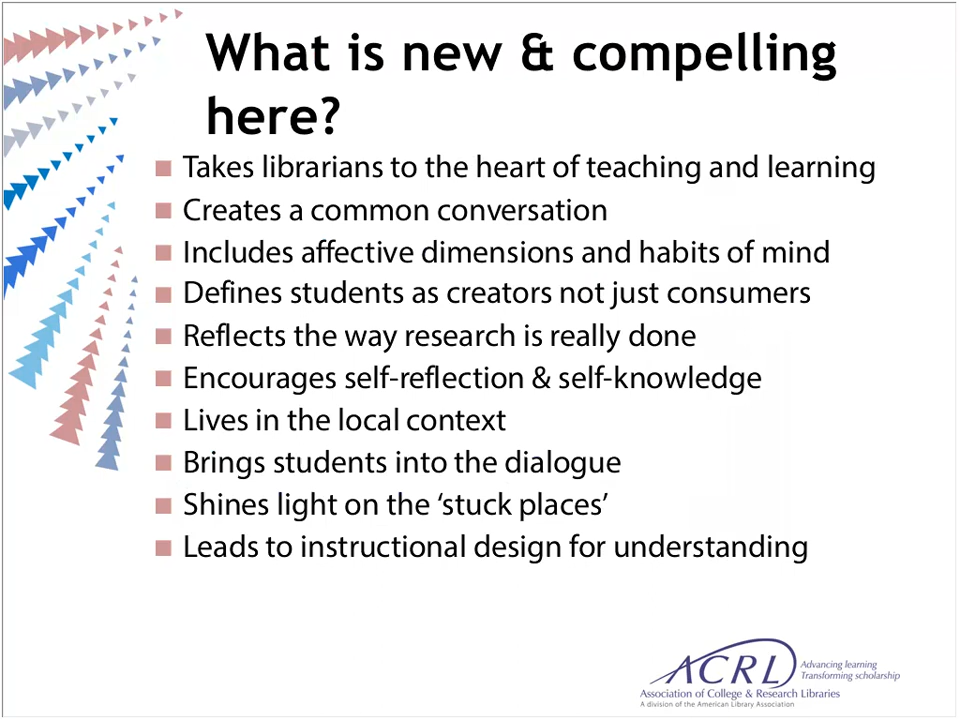 What is new & compelling
here?
Takes librarians to the heart of teaching and learning
Creates a common conversation
Includes affective dimensions and habits of mind
Defines students as creators not just consumers
Reflects the way research is really done
Encourages self-reflection & self-knowledge
Lives in the local context
Brings students into the dialogue
Shines light on the ‘stuck places’
Leads to instructional design for understanding
ACRL
Advancing learning
Transforming scholarship
Association of College & Research Libraries
A division of the American Library Association